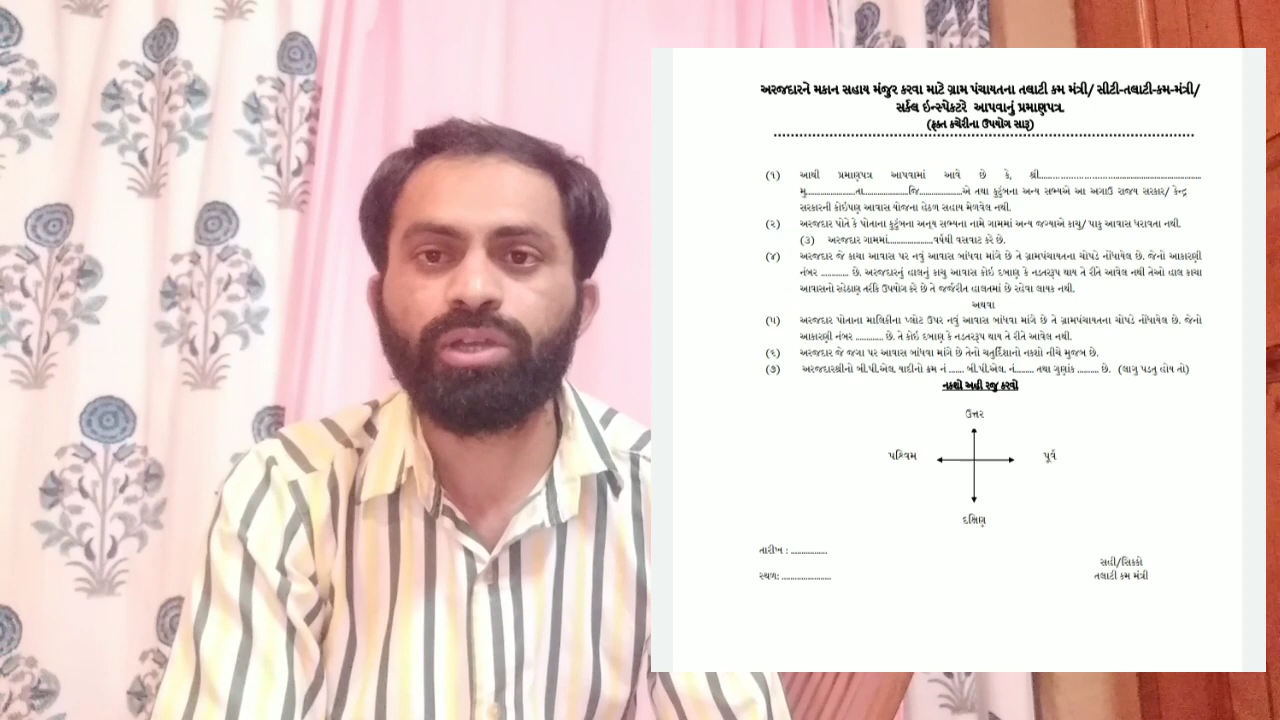 અરજદારને મકાન સહાય મંજુર કરવા માટે ગ્રામ પંચાયતના તલાટી કમ મંત્રી/ સીટી-તલાટી-કમ-મંત્રી/
સર્કલ ઇન્સ્પેકટરે આપવાનું પ્રમાણપત્ર.
(ફક્ત કચેરીના ઉપયોગ સારૂ)
(૧) આથી પ્રમાણપત્ર આપવામાં આવે છે કે, શ્રી............................................................
મુ......................તા....................જિ...................એ તથા કુટુંબના અન્ય સભ્યએ આ અગાઉ રાજ્ય સરકાર/ કેન્દ્ર
સરકારની કોઇપણ આવાસ યોજના હેઠળ સહાય મેળવેલ નથી.
(૨) અરજદાર પોતે કે પોતાના કુટુંબના અનૃય સભ્યના નામે ગામમાં અન્ય જગ્યાએ કાચુ/ પાકુ આવાસ ધરાવતા નથી.
(3) અરજદાર ગામમાં....................વર્ષથી વસવાટ કરે છે.
(૪) અરજદાર જે કાચા આવાસ પર નવું આવાસ બાંધવા માંગે છે તે ગ્રામપંચાયતના ચોપડે નોંધાયેલ છે. જેનો આકારણી
નંબર ............ છે. અરજદારનું હાલનું કાચુ આવાસ કોઇ દબાણ કે નડતરરૂપ થાય તે રીતે આવેલ નથી તેઓ હાલ કાચા
આવાસનો રહેઠાણ તરીકે ઉપયોગ કરે છે તે જર્જરીત હાલતમાં છે રહેવા લાયક નથી.
અથવા
(૫) અરજદાર પોતાના માલિકીના પ્લોટ ઉપર નવું આવાસ બાંધવા માંગે છે તે ગ્રામપંચાયતના ચોપડે નોંધાયેલ છે. જેનો
આકારણી નંબર ............ છે. તે કોઇ દબાણ કે નડતરરૂપ થાય તે રીતે આવેલ નથી.
(૬) અરજદાર જે જગા પર આવાસ બાંધવા માંગે છે તેનો ચતુર્દિશાનો નકશો નીચે મુજબ છે.
(૭) અરજદારશ્રીનો બી.પી.એલ. યાદીનો ક્રમ નં ...... બી.પી.એલ. નં......... તથા ગુણાંક ......... છે. (લાગુ પડતુ હોય તો)
નકશો અહી રજુ કરવો
ઉત્તર
પશ્ચિમ પૂર્વ
દક્ષિણ
તારીખ : ...............
સહી/સિક્કો
સ્થળ: .....................
તલાટી કમ મંત્રી